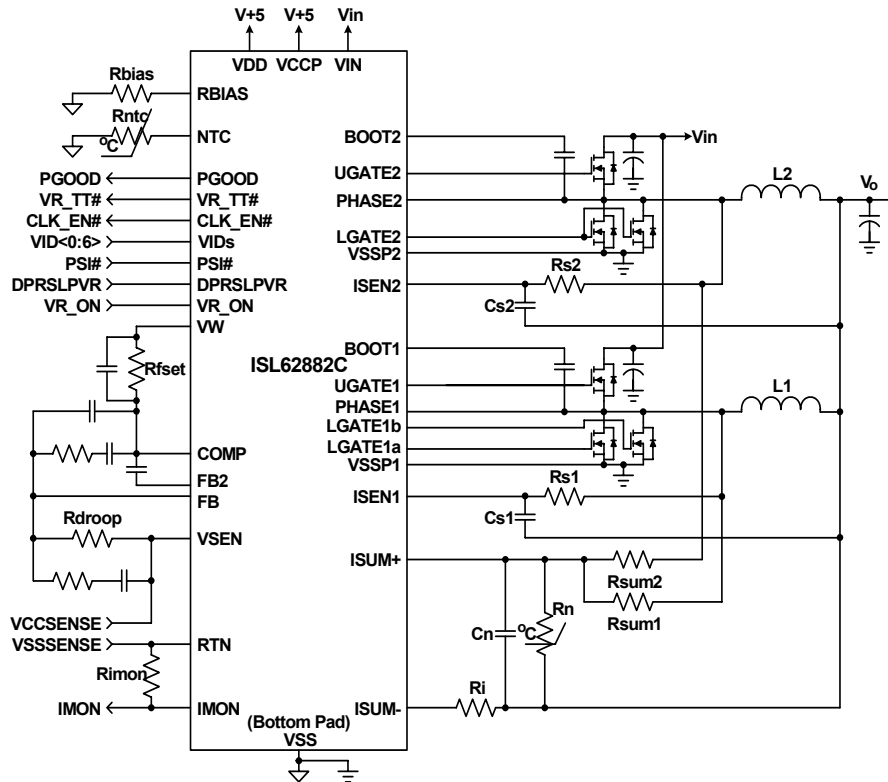 V+5 V+5 Vin
VDD VCCP VIN
Rbias
RBIAS
Rntc
°C
NTC
BOOT2
Vin
UGATE2
L2
Vo
PGOOD PGOOD
PHASE2
VR_TT# VR_TT#
CLK_EN# CLK_EN#
LGATE2
VID<0:6> VIDs
VSSP2
PSI# PSI#
Rs2
DPRSLPVR DPRSLPVR
ISEN2
VR_ON VR_ON
Cs2
VW
BOOT1
Rfset
ISL62882C
UGATE1
L1
PHASE1
LGATE1b
COMP
LGATE1a
VSSP1
FB2
Rs1
FB
ISEN1
Cs1
Rdroop
VSEN
ISUM+
Rsum2
Rn
Rsum1
VCCSENSE
Cn
°C
VSSSENSE RTN
Rimon
Ri
IMON IMON
ISUM-
(Bottom Pad)
VSS